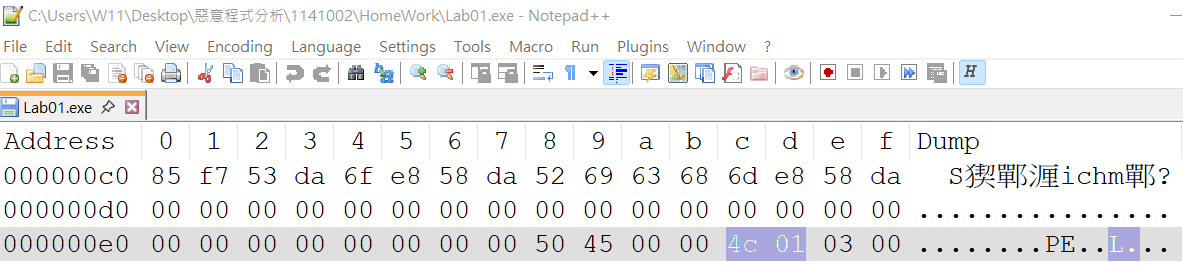 C:\Users\W11\Desktop\惡意程式分析\1141002\HomeWork\Lab01.exe - Notepad++
File Edit Search View Encoding Language Settings Tools Macro Run Plugins Window ?
Lab01.exe
Address 0 1 2 3 4 5 6 7 8 9 a b c d e f Dump
000000c0 85 f7 53 da 6f e8 58 da 52 69 63 68 6d e8 58 da S猰鄳湹ichm鄳?
000000d0 00 00 00 00 00 00 00 00 00 00 00 00 00 00 00 00 ................
000000e0 00 00 00 00 00 00 00 00 50 45 00 00 4c 01 03 00 ........PE..L...